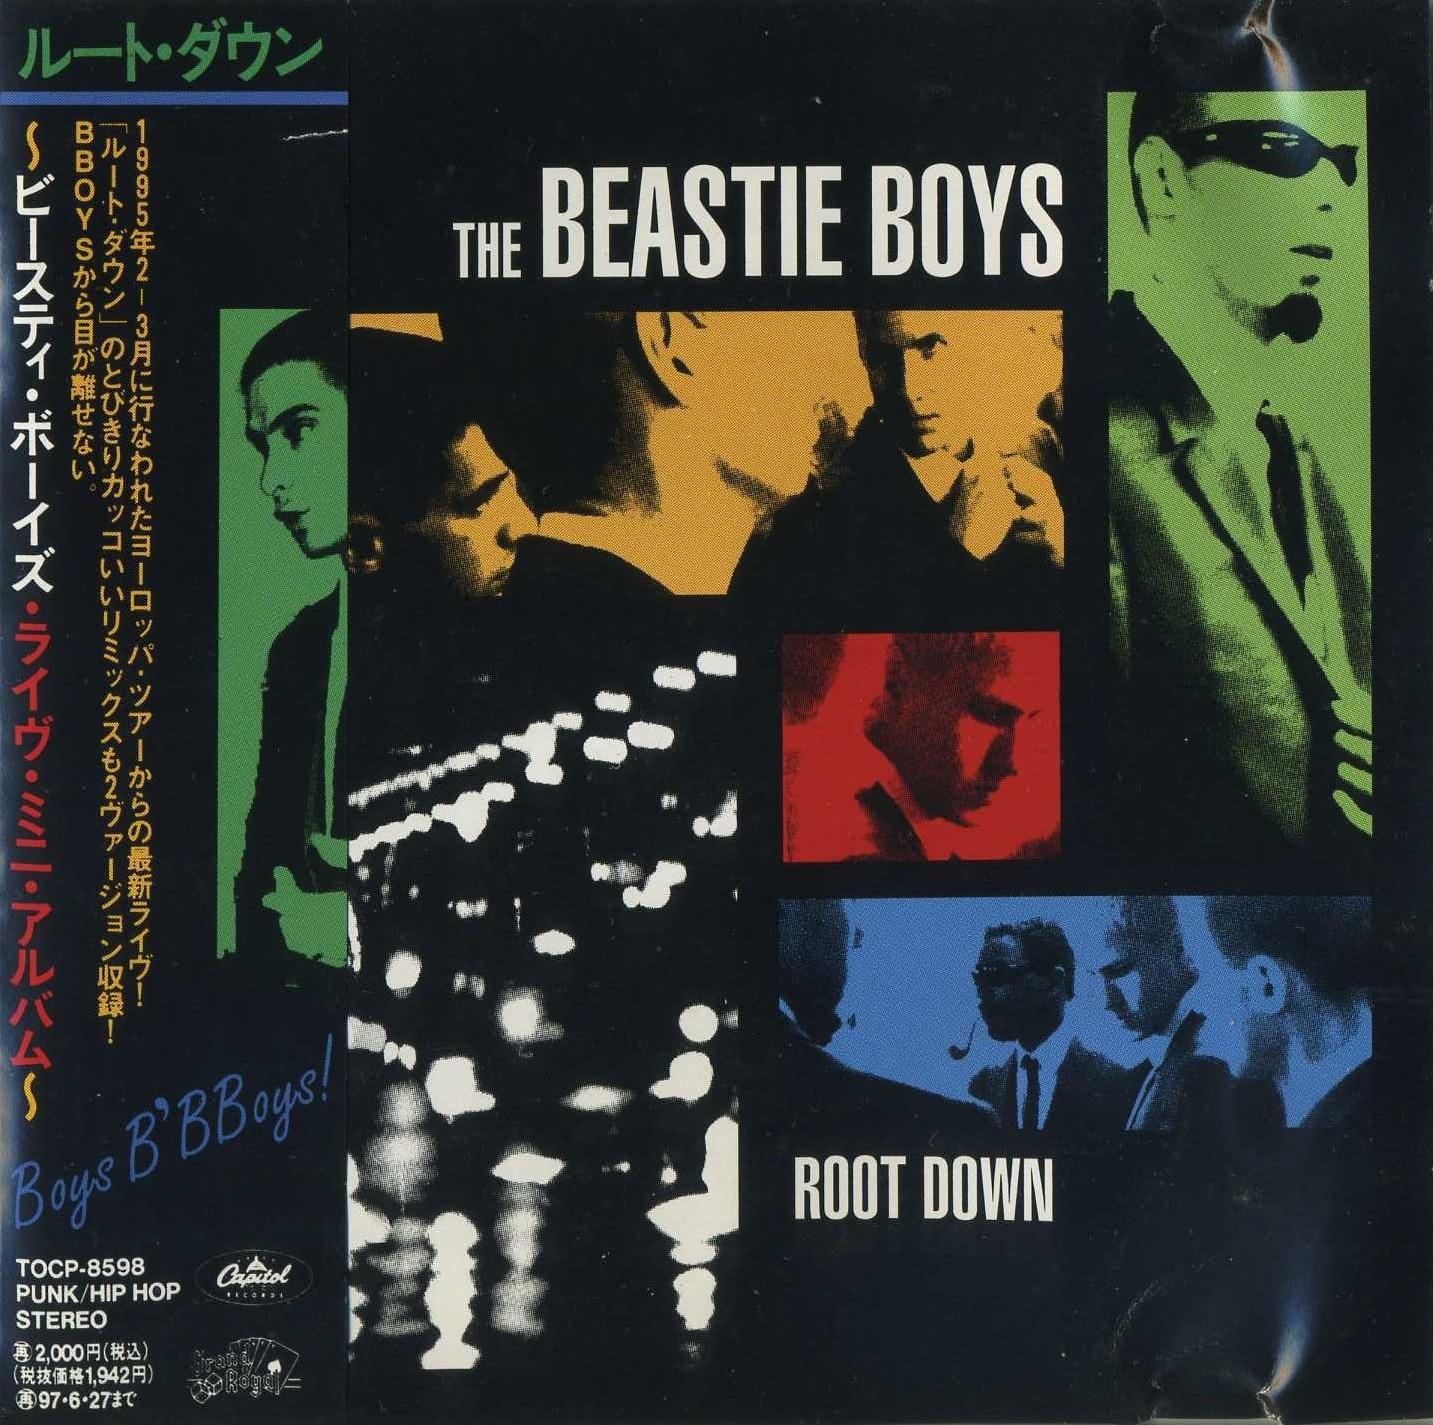 ルート・ダウン
〜ビースティ・ボーイズ・ライヴ・ミニ・アルバム〜
1995年2-3月に行なわれたヨーロッパ・ツアーからの最新ライヴ!
「ルート・ダウン」のとびきりカッコいいリミックスも2ヴァージョン収録!
BBOYSから目が離せない。
Boys B'BBoys!
TOCP-8598
PUNK/HIP HOP
STEREO
再2,000円(税込)
(税抜価格1,942円)
再97・6・27まで
Capitol
RECORDS
Grand
Royal
THE BEASTIE BOYS
ROOT DOWN